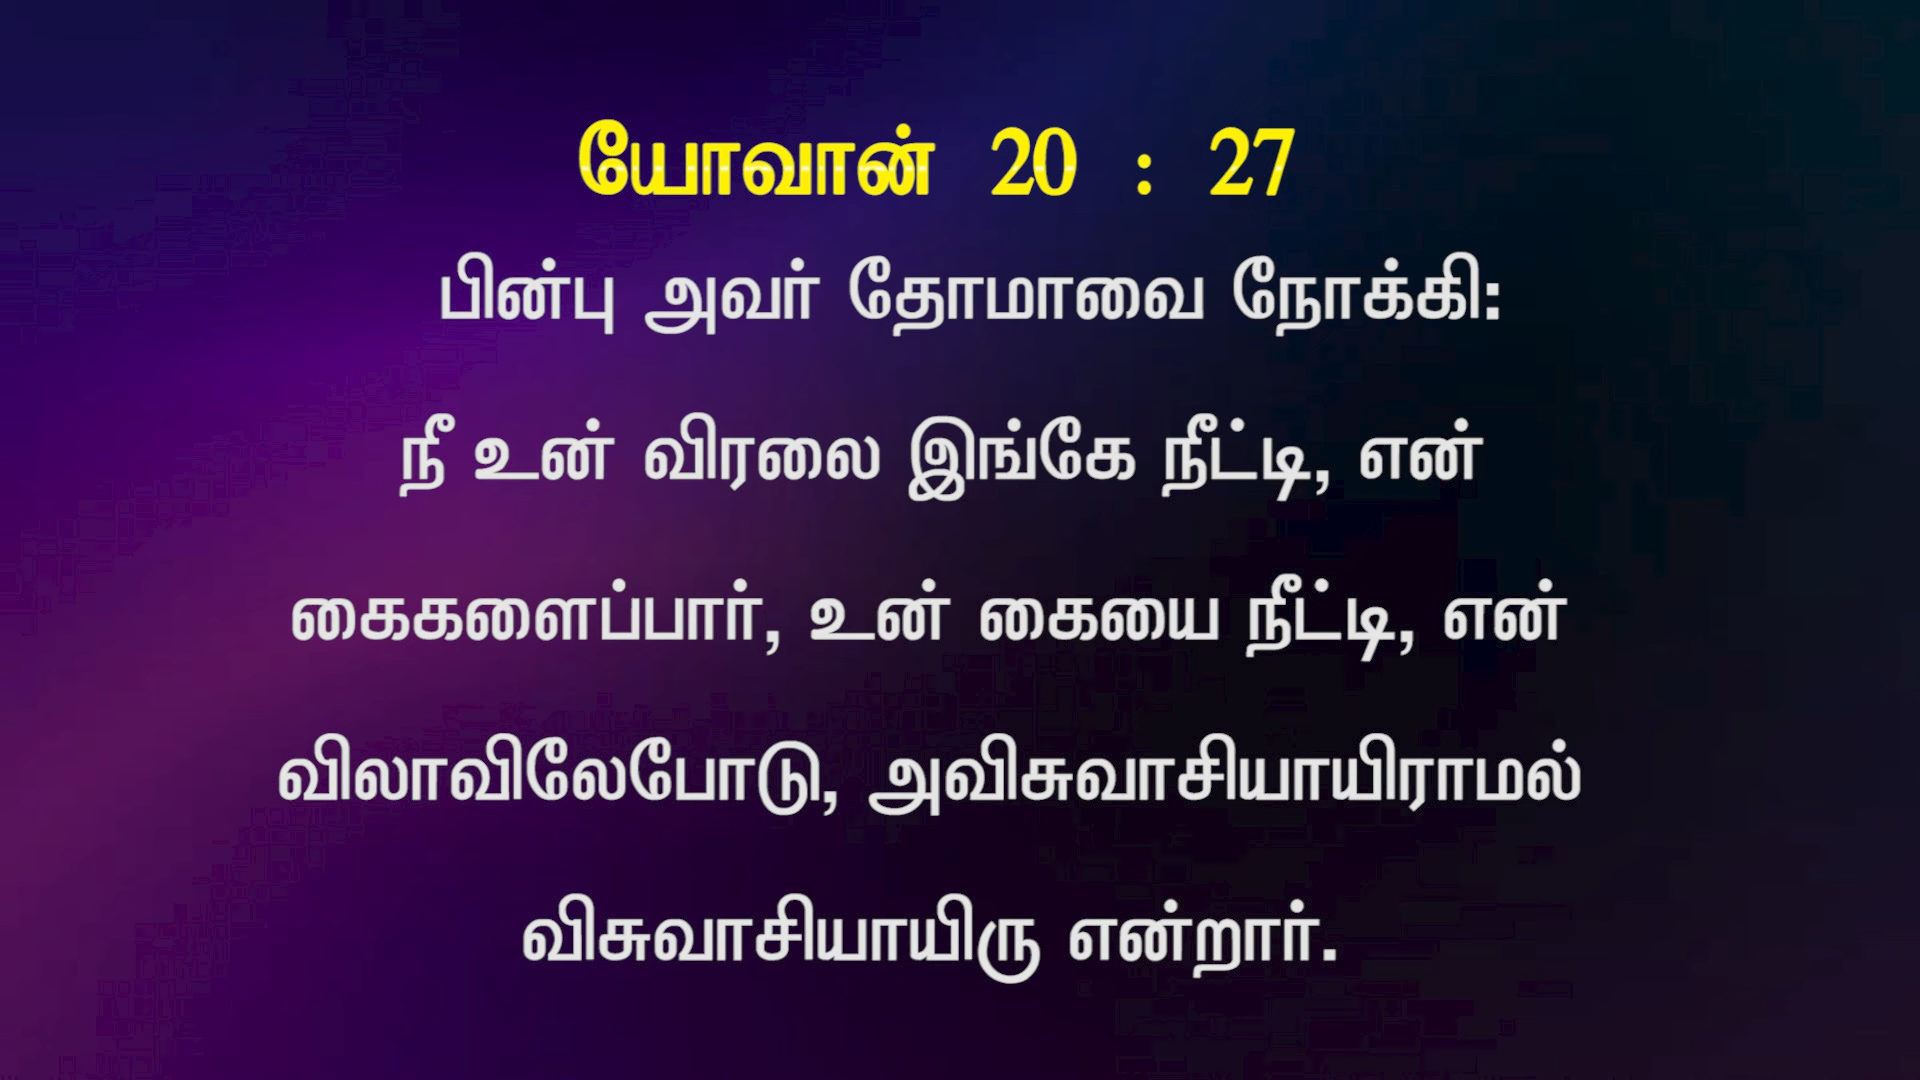 யோவான் 20 : 27
பின்பு அவர் தோமாவை நோக்கி:
நீ உன் விரலை இங்கே நீட்டி, என்
கைகளைப்பார், உன் கையை நீட்டி, என்
விலாவிலேபோடு, அவிசுவாசியாயிராமல்
விசுவாசியாயிரு என்றார்.